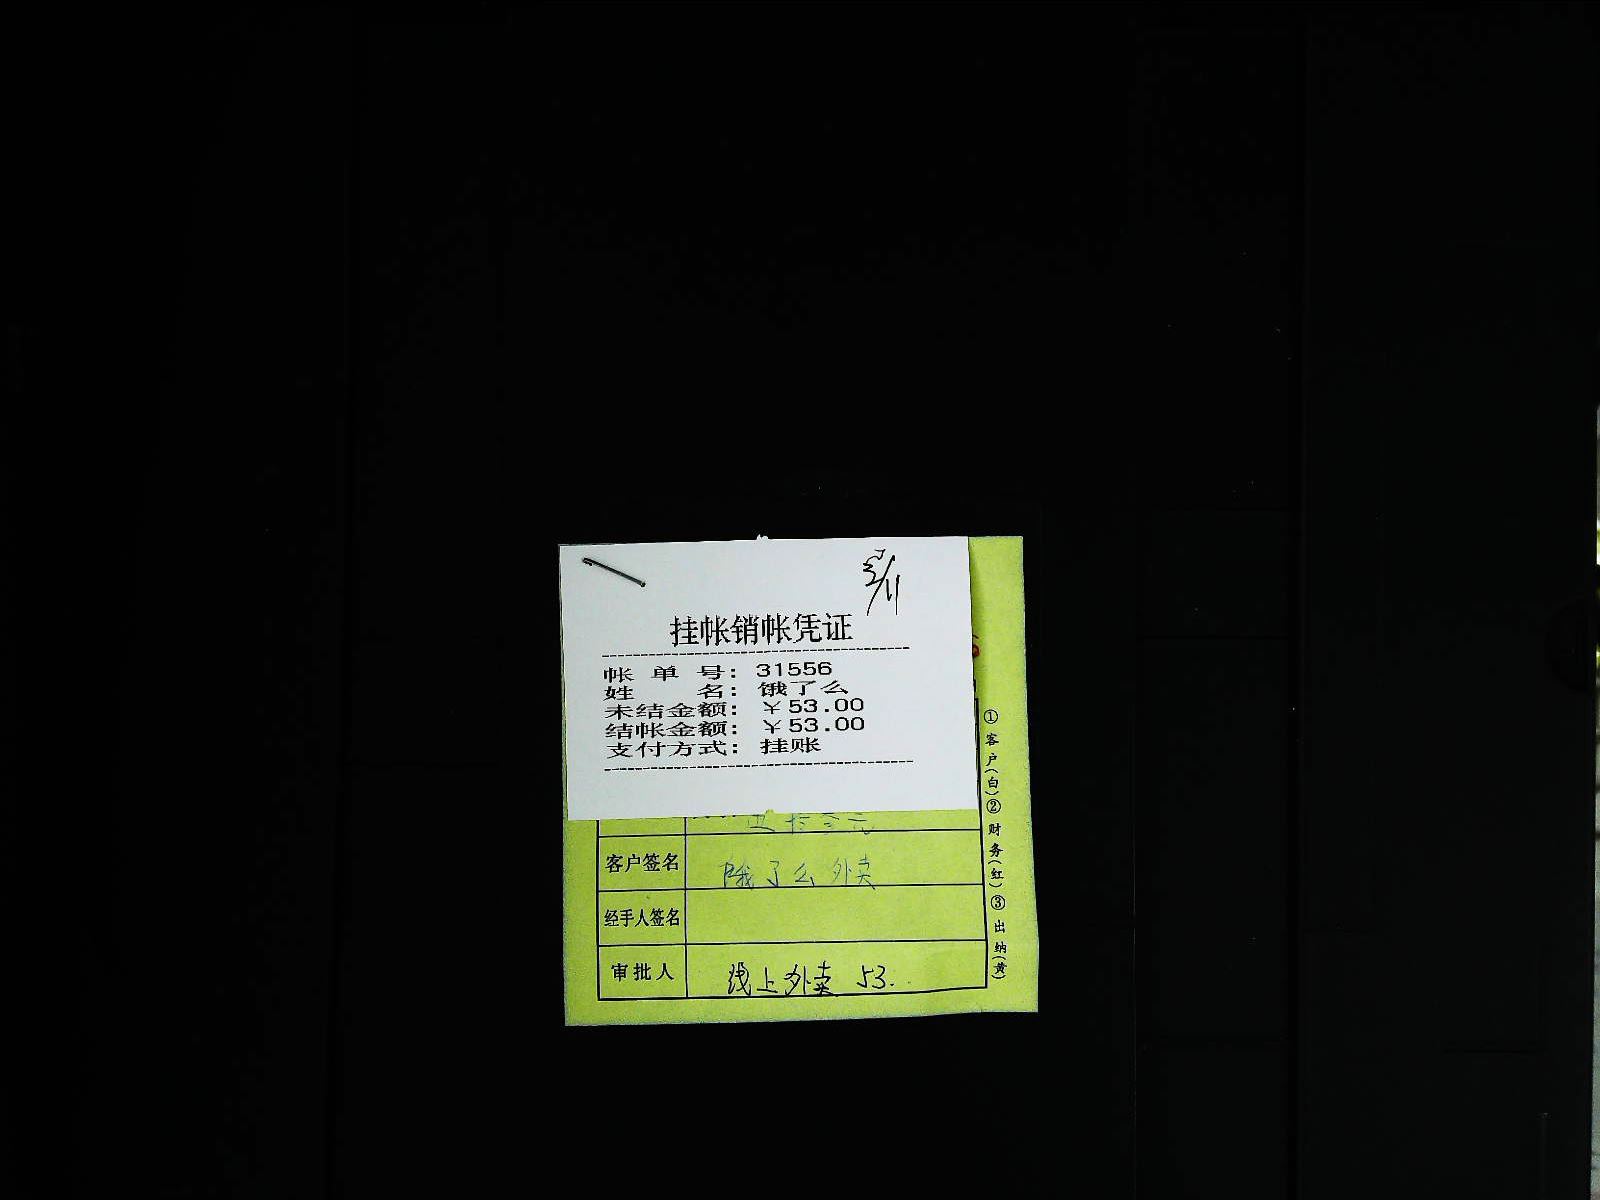 挂帐销帐凭证
帐单号：31556
姓名：饿了么
未结金额：￥53.00
结帐金额：￥53.00
支付方式：挂账
客户签名 饿了么外卖
经手人签名
审批人 线上外卖 53.
①客户(白)②财务(红)③出纳(黄)